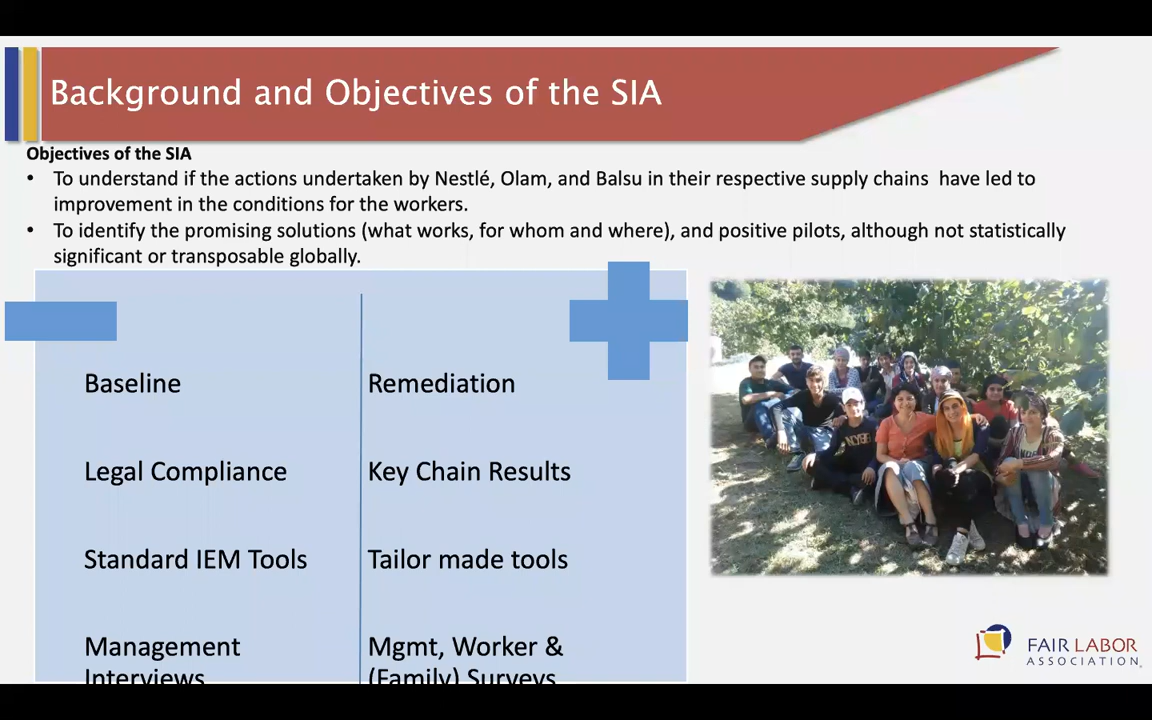 Background and Objectives of the SIA
Objectives of the SIA
• To understand if the actions undertaken by Nestlé, Olam, and Balsu in their respective supply chains have led to
improvement in the conditions for the workers.
• To identify the promising solutions (what works, for whom and where), and positive pilots, although not statistically
significant or transposable globally.
Baseline
Remediation
Legal Compliance
Key Chain Results
Standard IEM Tools
Tailor made tools
Management
Interviews
Mgmt, Worker &
(Family) Surveys
FAIR LABOR
ASSOCIATION